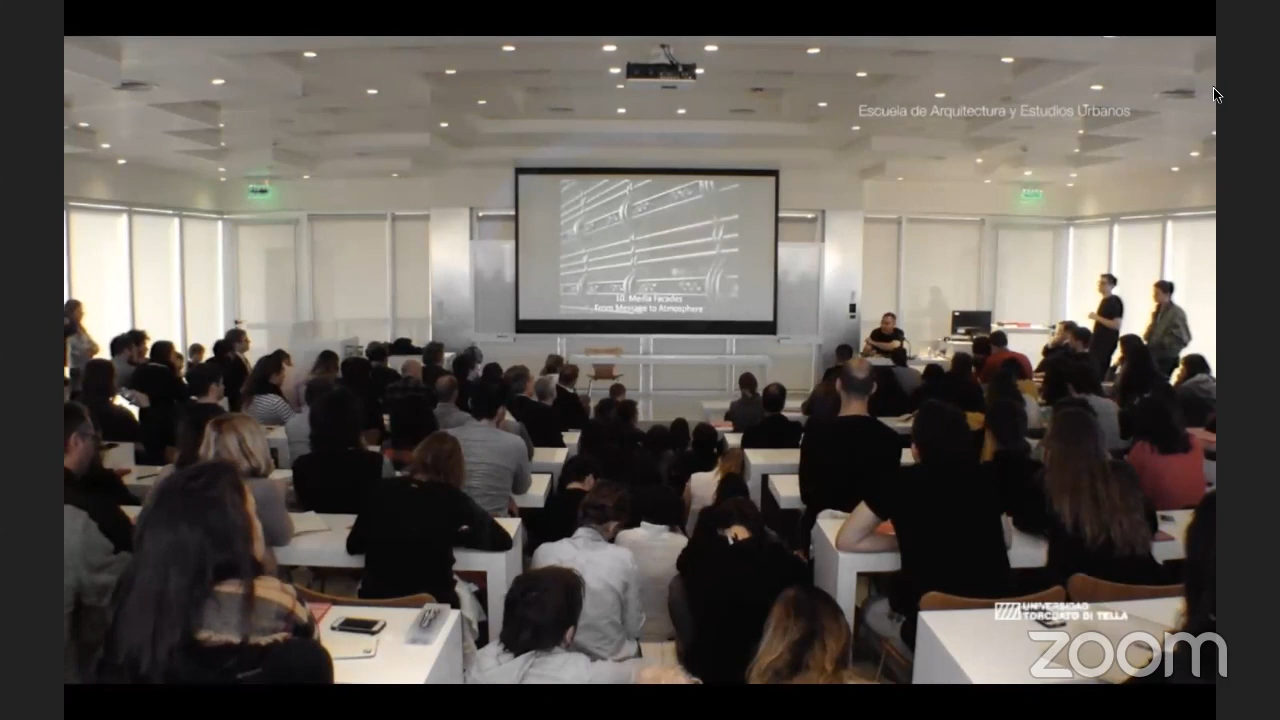 Escuela de Arquitectura y Estudios Urbanos
10. Media Facades
From Message to Atmosphere
UNIVERSIDAD
TORCUATO DI TELLA
zoom